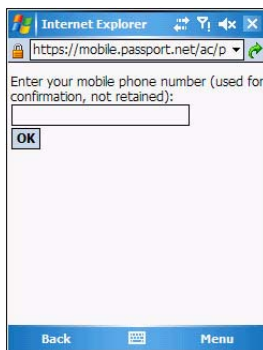 Internet Explorer
https://mobile.passport.net/ac/p
Enter your mobile phone number (used for
confirmation, not retained):
OK
Back Menu